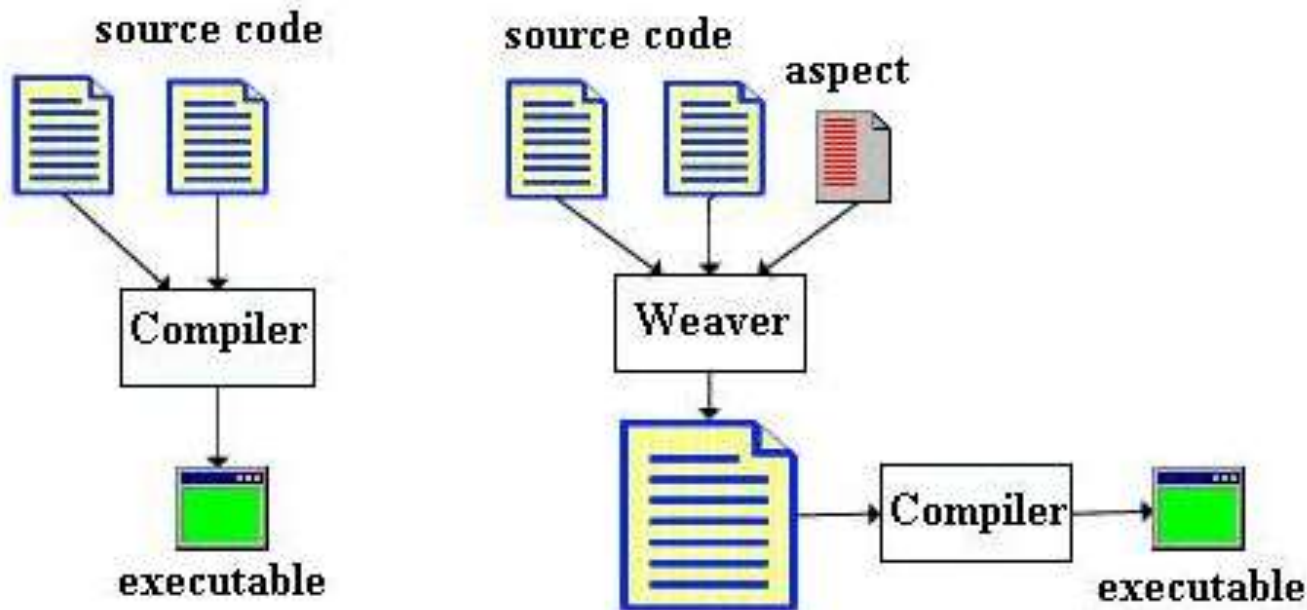 source code
Compiler
executable
source code
aspect
Weaver
Compiler
executable